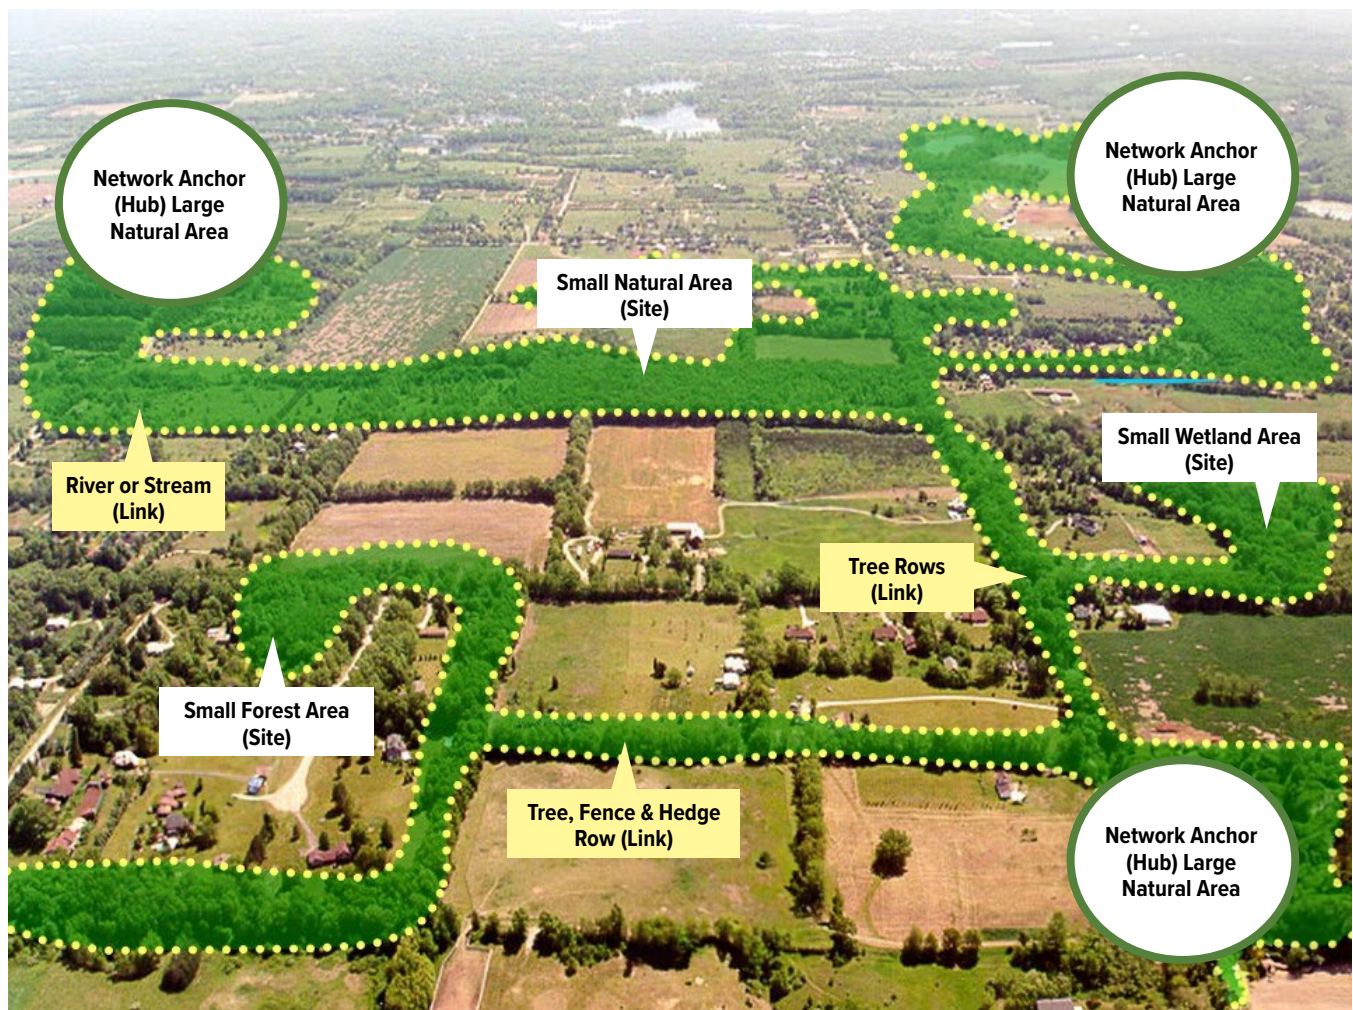 Network Anchor
(Hub) Large
Natural Area
Network Anchor
(Hub) Large
Natural Area
Small Natural Area
(Site)
Small Wetland Area
(Site)
River or Stream
(Link)
Tree Rows
(Link)
Small Forest Area
(Site)
Tree, Fence & Hedge
Row (Link)
Network Anchor
(Hub) Large
Natural Area